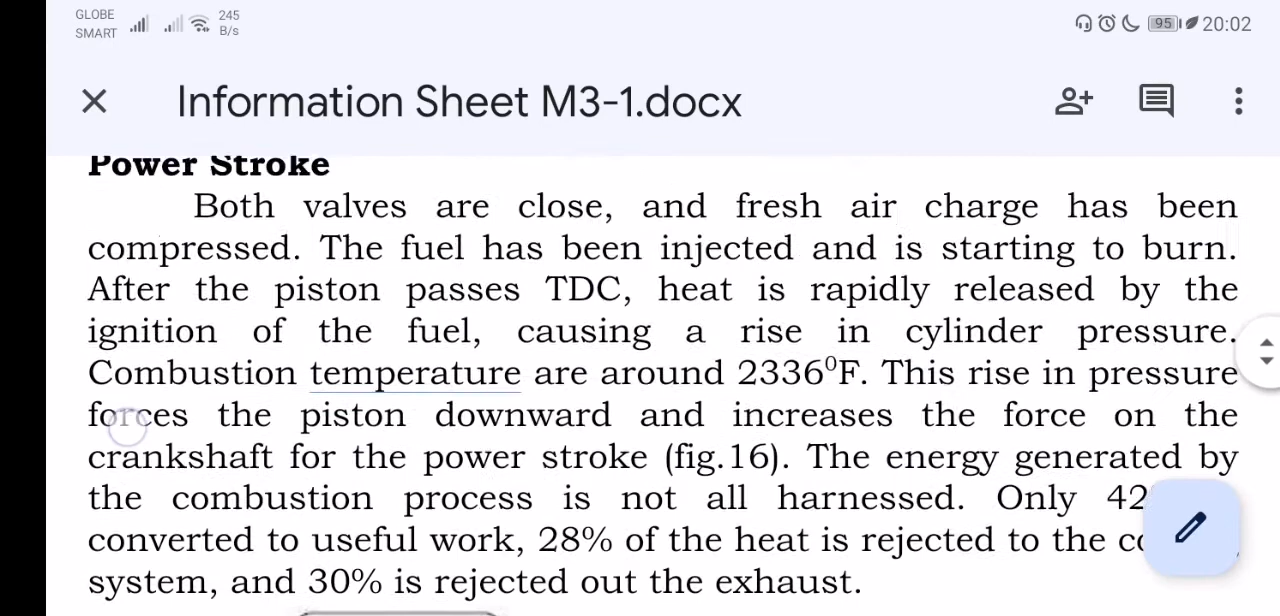 GLOBE
SMART
245
B/s
95
20:02
Information Sheet M3-1.docx
Power Stroke
Both valves are close, and fresh air charge has been
compressed. The fuel has been injected and is starting to burn.
After the piston passes TDC, heat is rapidly released by the
ignition of the fuel, causing a rise in cylinder pressure.
Combustion temperature are around 2336⁰F. This rise in pressure
forces the piston downward and increases the force on the
crankshaft for the power stroke (fig.16). The energy generated by
the combustion process is not all harnessed. Only 42
converted to useful work, 28% of the heat is rejected to the
system, and 30% is rejected out the exhaust.